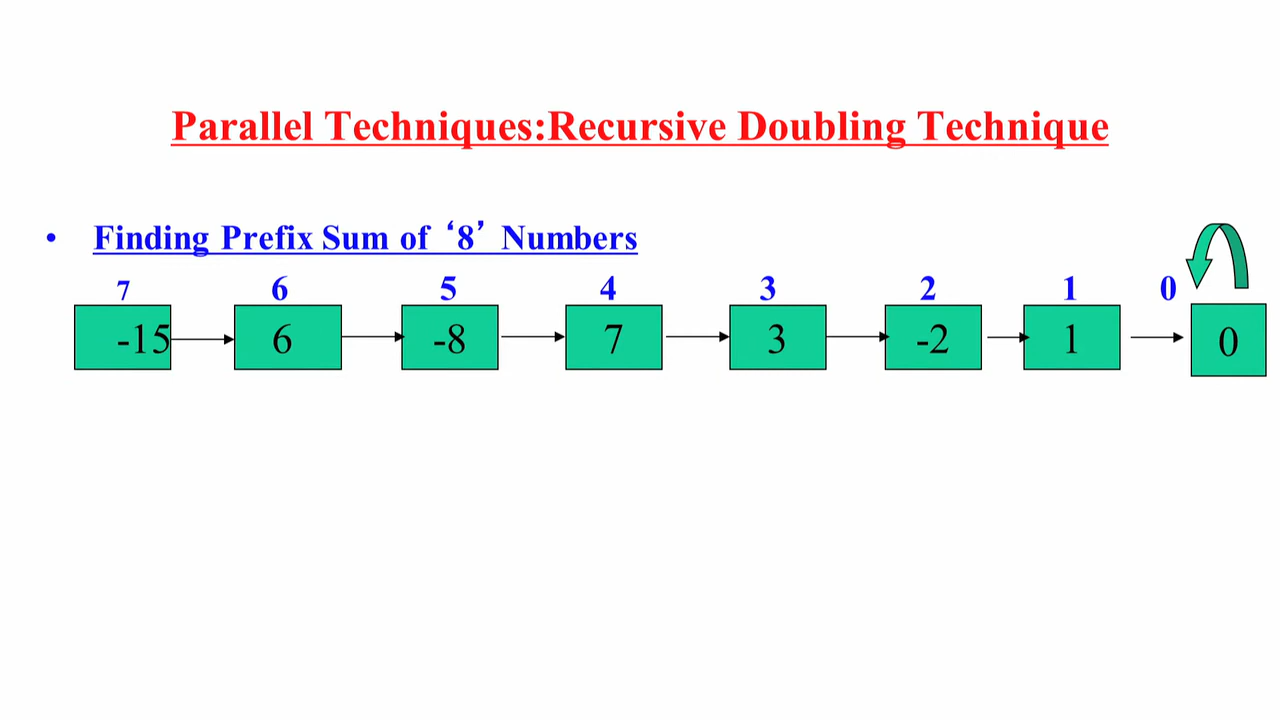 Parallel Techniques:Recursive Doubling Technique
• Finding Prefix Sum of ‘8’ Numbers
7 6 5 4 3 2 1 0
-15 6 -8 7 3 -2 1 0